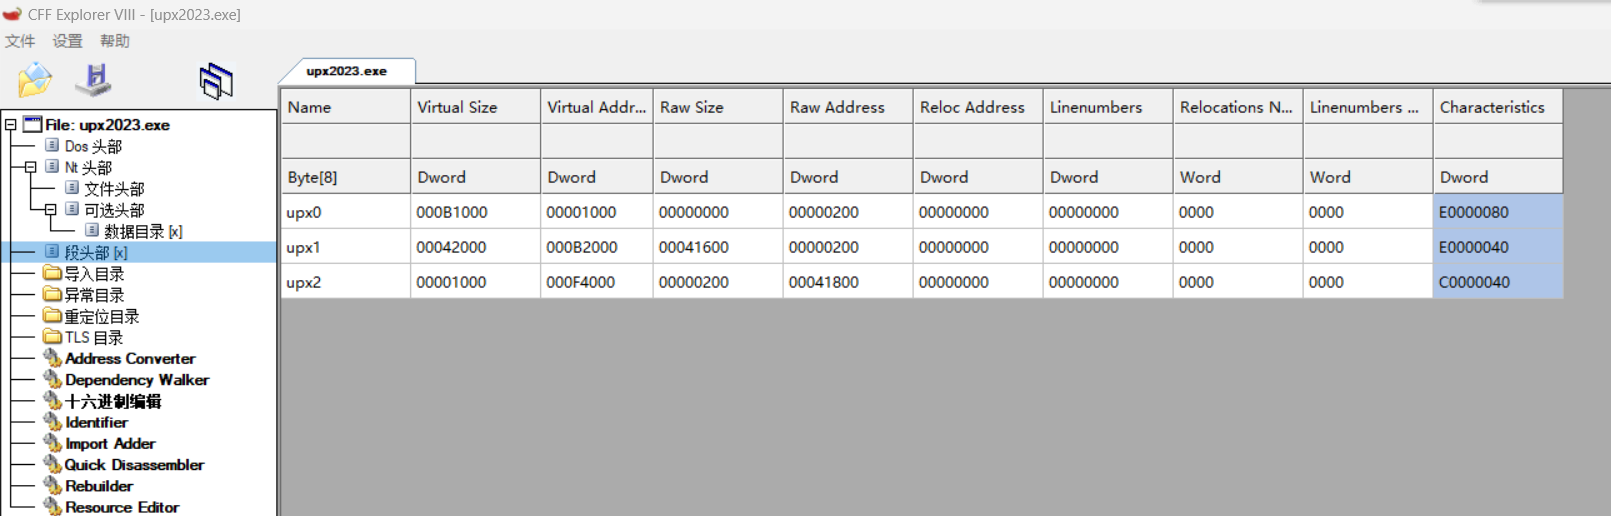 CFF Explorer VIII - [upx2023.exe]
文件 设置 帮助
upx2023.exe
File: upx2023.exe
Dos 头部
Nt 头部
文件头部
可选头部
数据目录 [x]
段头部 [x]
导入目录
异常目录
重定位目录
TLS 目录
Address Converter
Dependency Walker
十六进制编辑
Identifier
Import Adder
Quick Disassembler
Rebuilder
Resource Editor
Name Virtual Size Virtual Addr... Raw Size Raw Address Reloc Address Linenumbers Relocations N... Linenumbers ... Characteristics
Byte[8] Dword Dword Dword Dword Dword Dword Word Word Dword
upx0 000B1000 00001000 00000000 00000200 00000000 00000000 0000 0000 E0000080
upx1 00042000 000B2000 00041600 00000200 00000000 00000000 0000 0000 E0000040
upx2 00001000 000F4000 00000200 00041800 00000000 00000000 0000 0000 C0000040